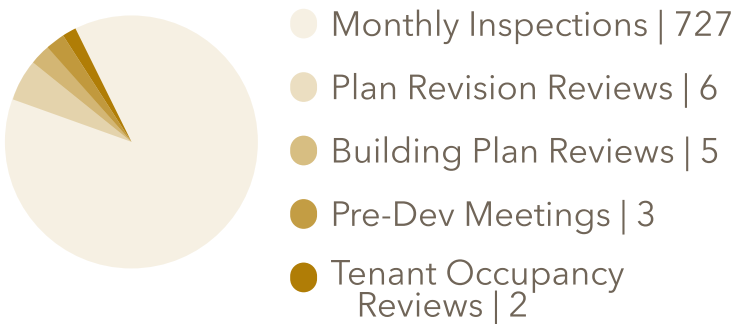 Monthly Inspections | 727
Plan Revision Reviews | 6
Building Plan Reviews | 5
Pre-Dev Meetings | 3
Tenant Occupancy
Reviews | 2